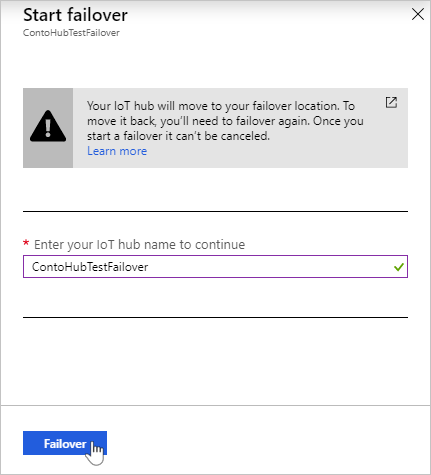 Start failover
ContoHubTestFailover
Your IoT hub will move to your failover location. To
move it back, you'll need to failover again. Once you
start a failover it can't be canceled.
Learn more
* Enter your IoT hub name to continue
ContoHubTestFailover
Failover